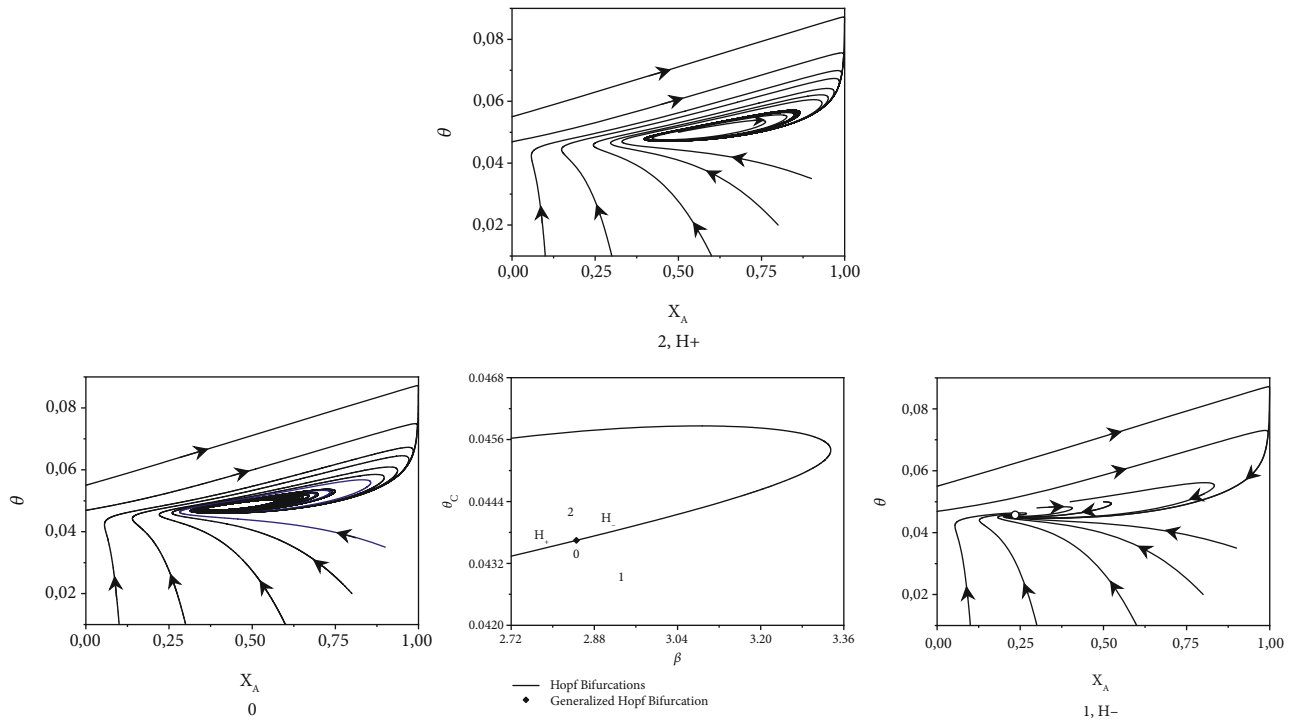 0,08
0,06
θ
0,04
0,02
0,00 0,25 0,50 0,75 1,00
X_A
2, H+
0,08
0,06
θ
0,04
0,02
0,00 0,25 0,50 0,75 1,00
X_A
0
0.0468
0.0456
θ_C
0.0444
2
H_-
H_+
0
0.0432
1
0.0420
2.72 2.88 3.04 3.20 3.36
β
Hopf Bifurcations
Generalized Hopf Bifurcation
0,08
0,06
θ
0,04
0,02
0,00 0,25 0,50 0,75 1,00
X_A
1, H–